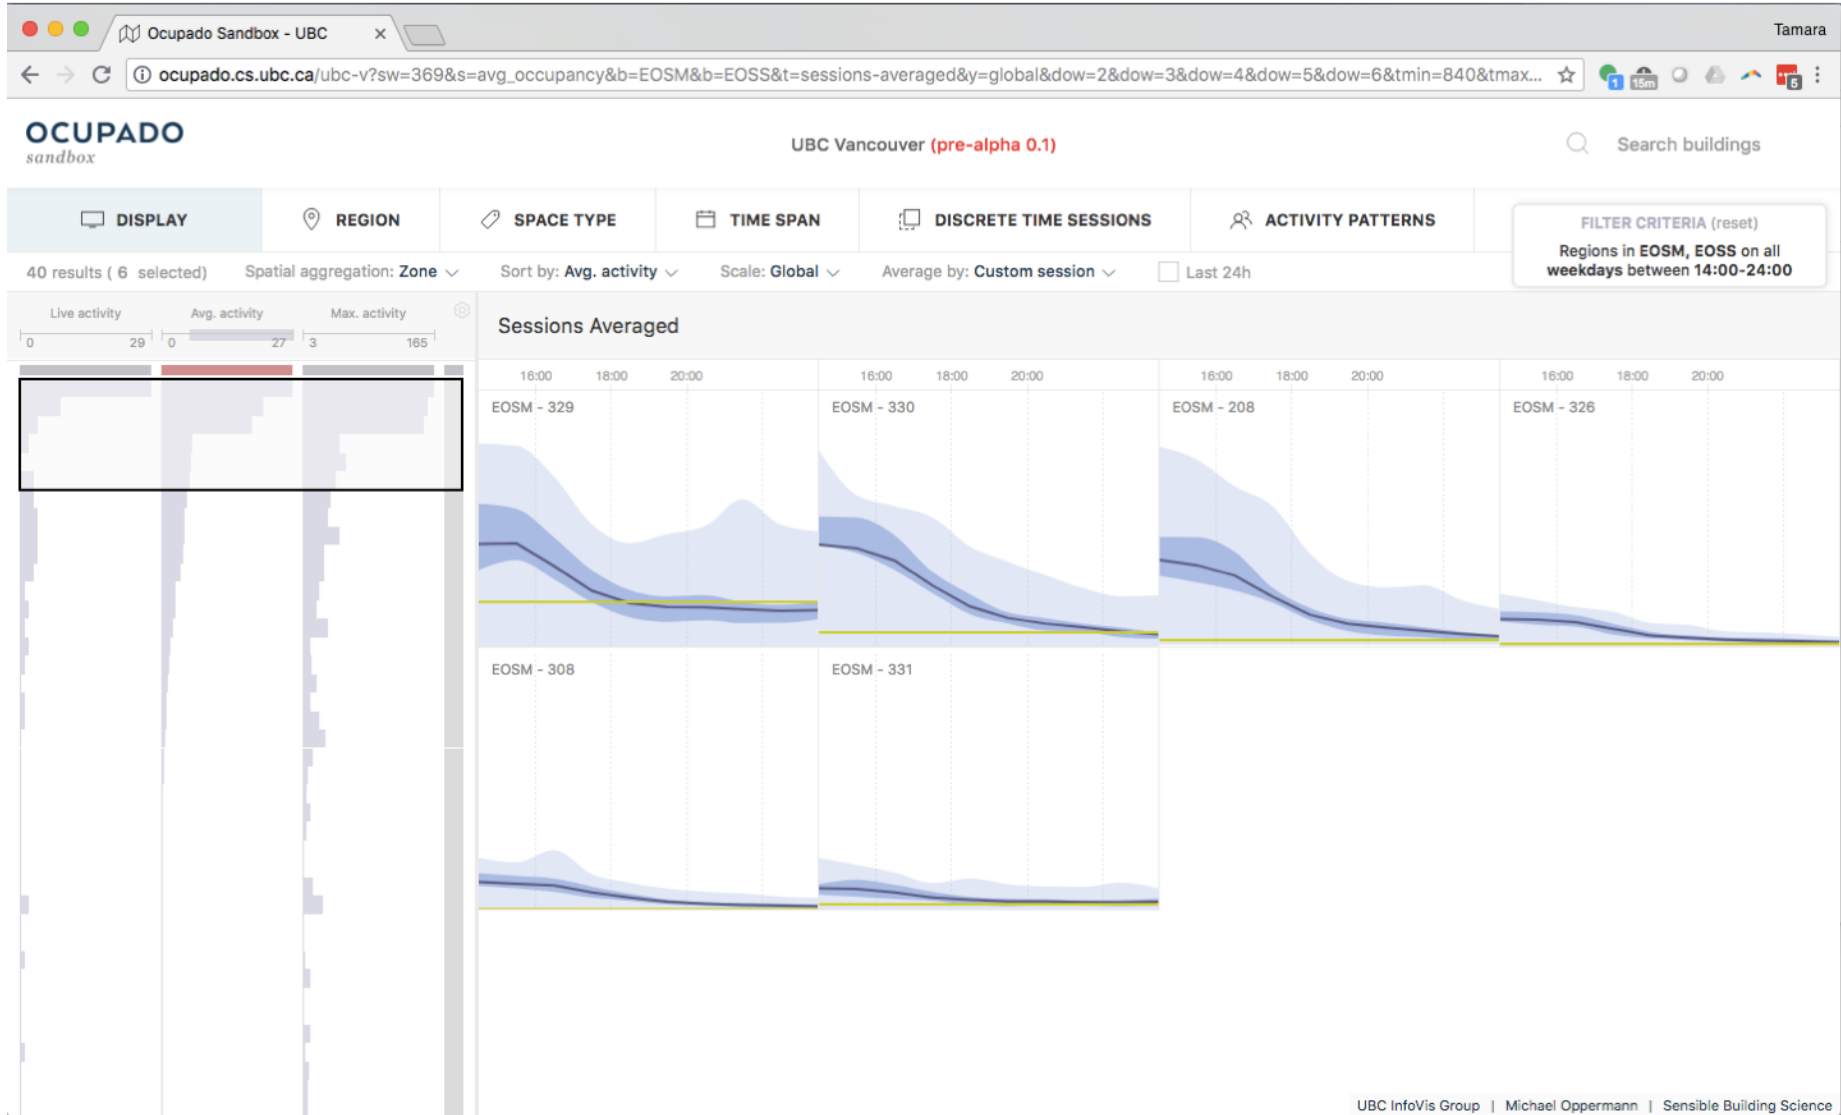 Ocupado Sandbox - UBC
Tamara
ocupado.cs.ubc.ca/ubc-v?sw=369&s=avg_occupancy&b=EOSM&b=EOSS&t=sessions-averaged&y=global&dow=2&dow=3&dow=4&dow=5&dow=6&tmin=840&tmax...
1
15m
5
OCUPADO
sandbox
UBC Vancouver (pre-alpha 0.1)
Search buildings
DISPLAY
REGION
SPACE TYPE
TIME SPAN
DISCRETE TIME SESSIONS
ACTIVITY PATTERNS
FILTER CRITERIA (reset)
Regions in EOSM, EOSS on all
weekdays between 14:00-24:00
40 results ( 6 selected)
Spatial aggregation: Zone
Sort by: Avg. activity
Scale: Global
Average by: Custom session
Last 24h
Live activity
Avg. activity
Max. activity
0 29
0 27
3 165
Sessions Averaged
16:00 18:00 20:00
16:00 18:00 20:00
16:00 18:00 20:00
16:00 18:00 20:00
EOSM - 329
EOSM - 330
EOSM - 208
EOSM - 326
EOSM - 308
EOSM - 331
UBC InfoVis Group | Michael Oppermann | Sensible Building Science